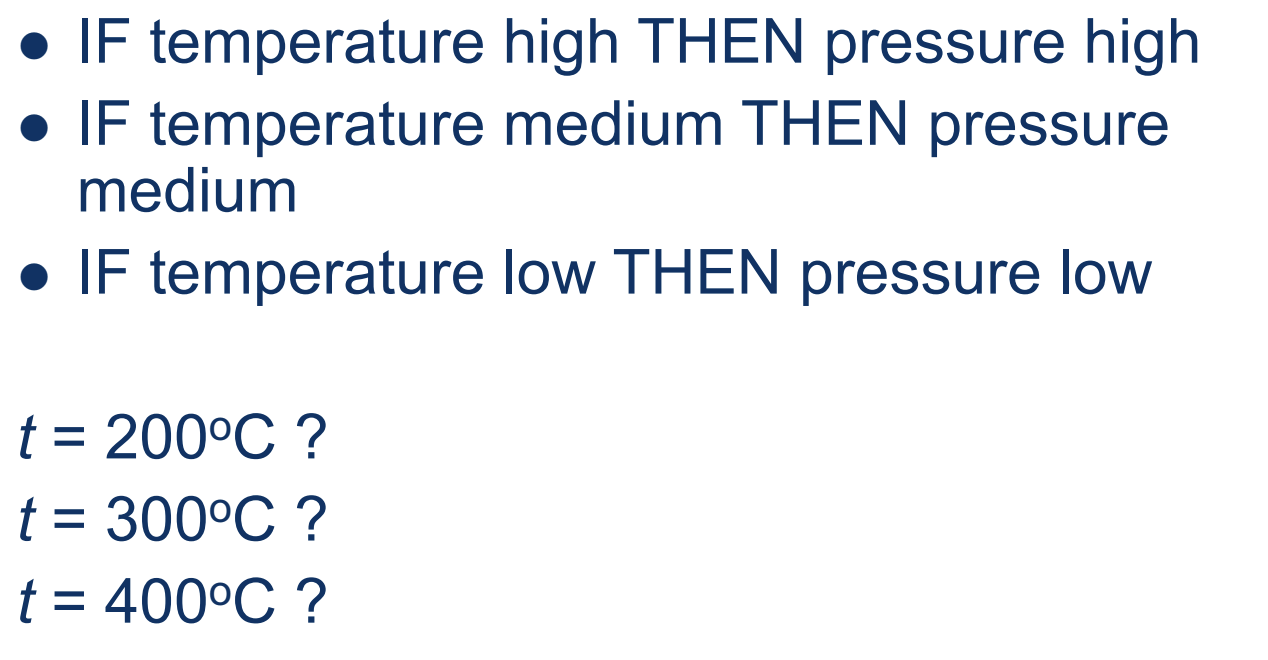 ● IF temperature high THEN pressure high
● IF temperature medium THEN pressure
medium
● IF temperature low THEN pressure low
t = 200ºC ?
t = 300ºC ?
t = 400ºC ?